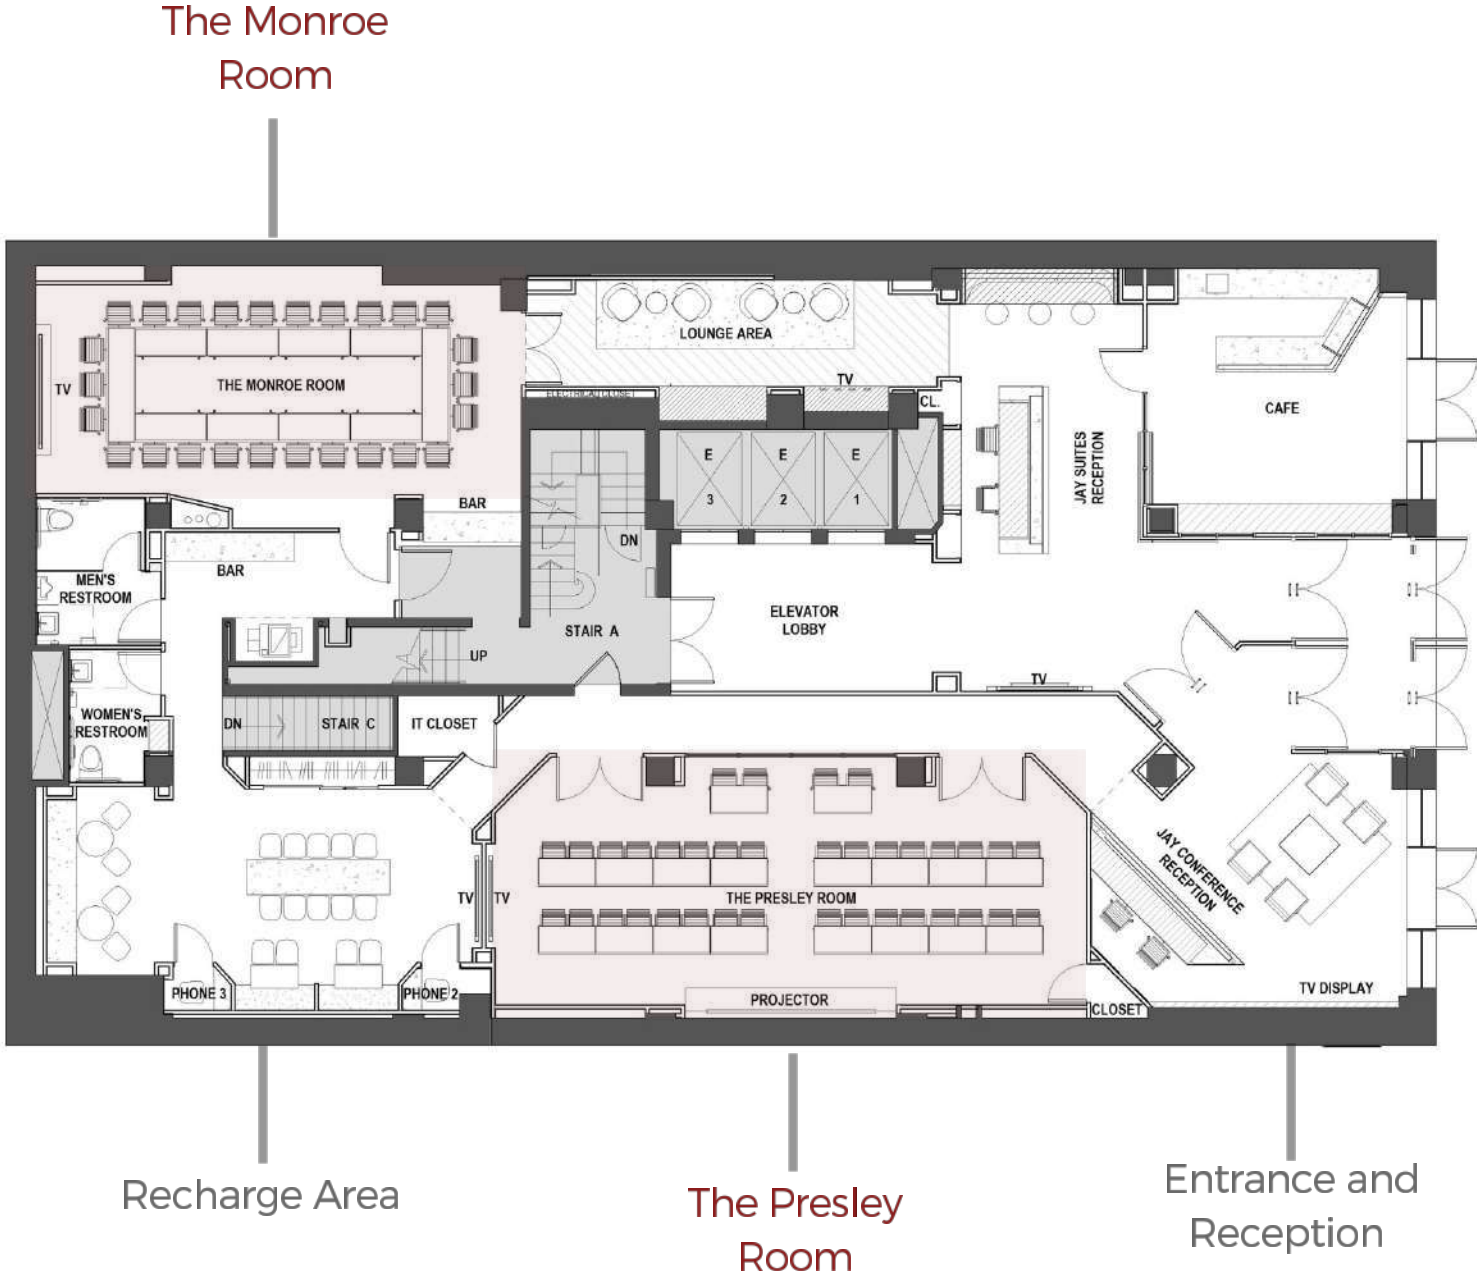 The Monroe
Room
LOUNGE AREA
TV
TV
THE MONROE ROOM
ELECTRICAL CLOSET
CL.
CAFE
JAY SUITES
RECEPTION
E
3
E
2
E
1
BAR
DN
BAR
MEN'S
RESTROOM
ELEVATOR
LOBBY
STAIR A
UP
TV
WOMEN'S
RESTROOM
DN
STAIR C
IT CLOSET
JAY CONFERENCE
RECEPTION
TV
TV
THE PRESLEY ROOM
PHONE 3
PHONE 2
PROJECTOR
CLOSET
TV DISPLAY
Recharge Area
The Presley
Room
Entrance and
Reception